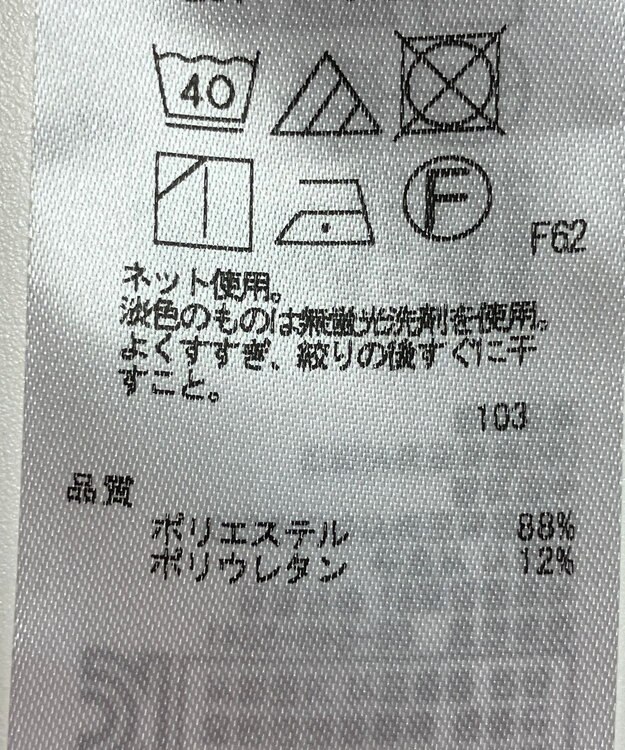 40
F
F62
ネット使用。
淡色のものは無蛍光洗剤を使用。
よくすすぎ、絞りの後すぐに干
すこと。
103
品質
ポリエステル 88%
ポリウレタン 12%